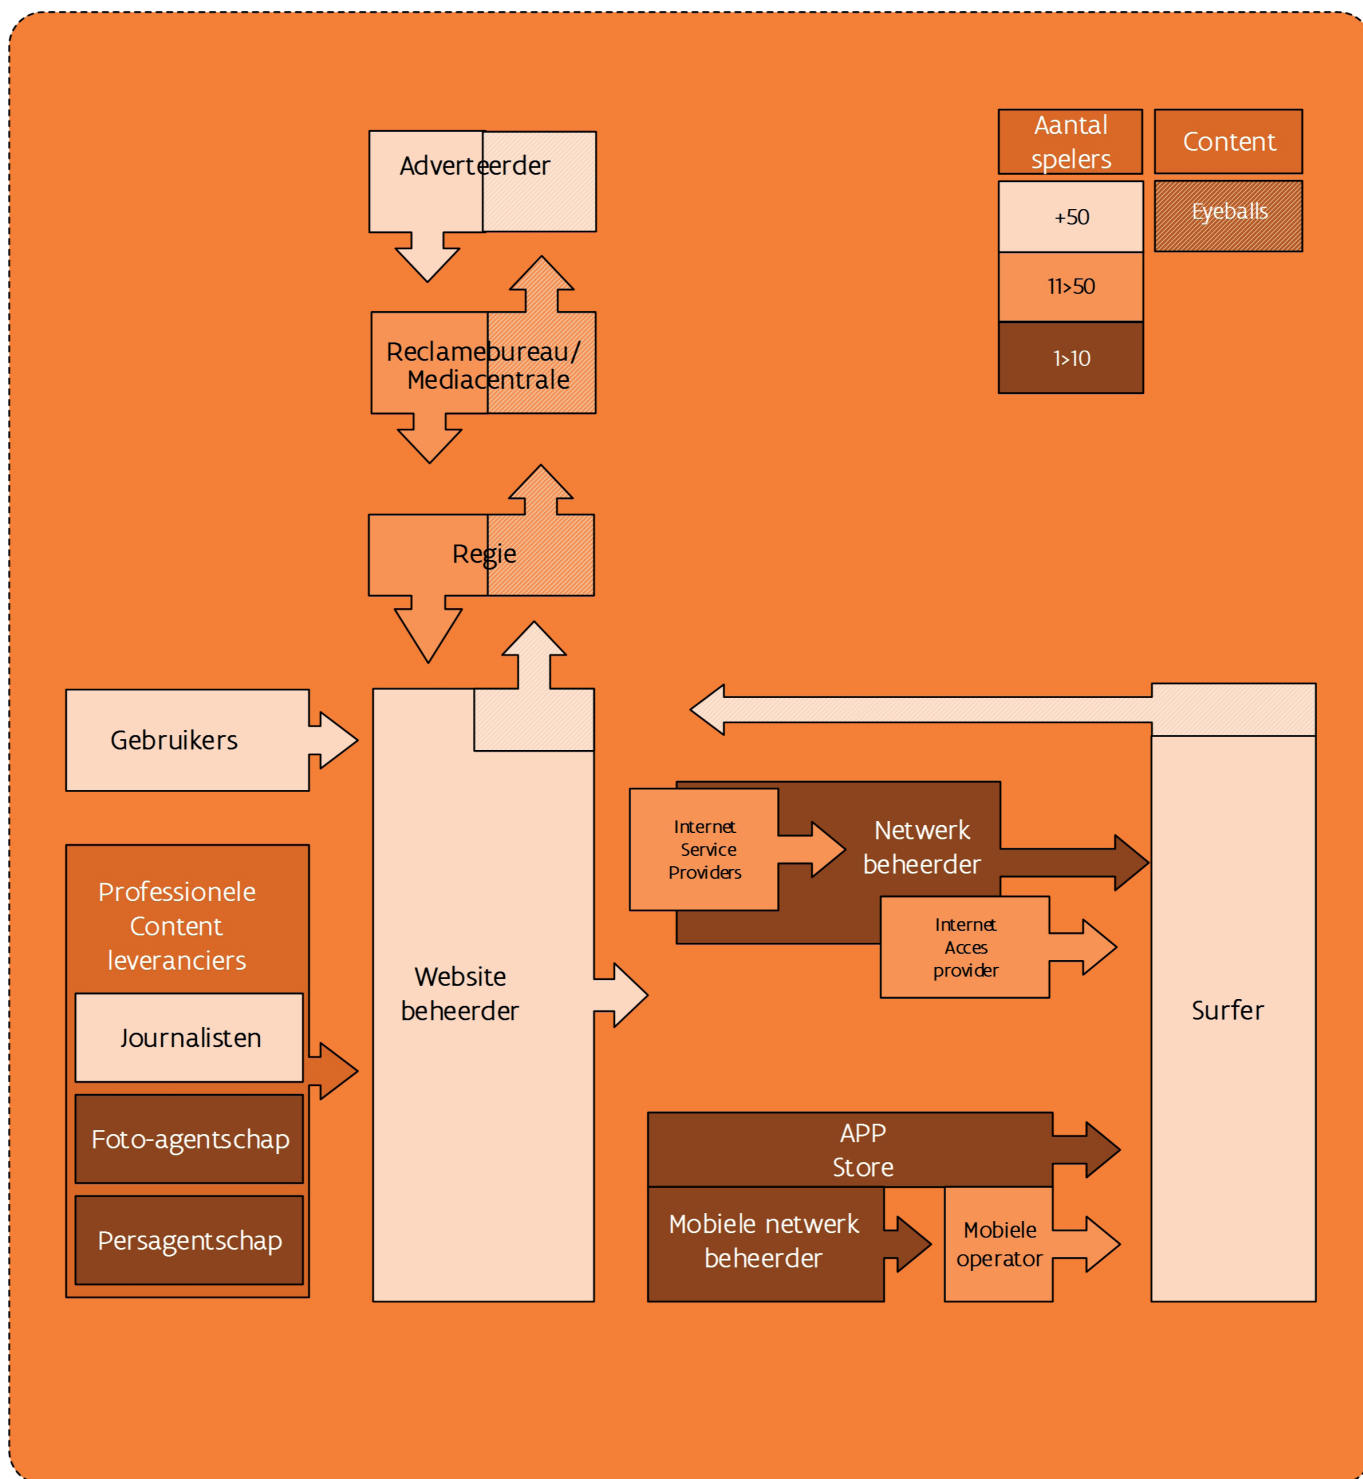 Aantal
spelers
Content
+50
Eyeballs
11>50
1>10
Adverteerder
Reclamebureau/
Mediacentrale
Regie
Gebruikers
Professionele
Content
leveranciers
Journalisten
Foto-agentschap
Persagentschap
Website
beheerder
Internet
Service
Providers
Netwerk
beheerder
Internet
Acces
provider
APP
Store
Mobiele netwerk
beheerder
Mobiele
operator
Surfer